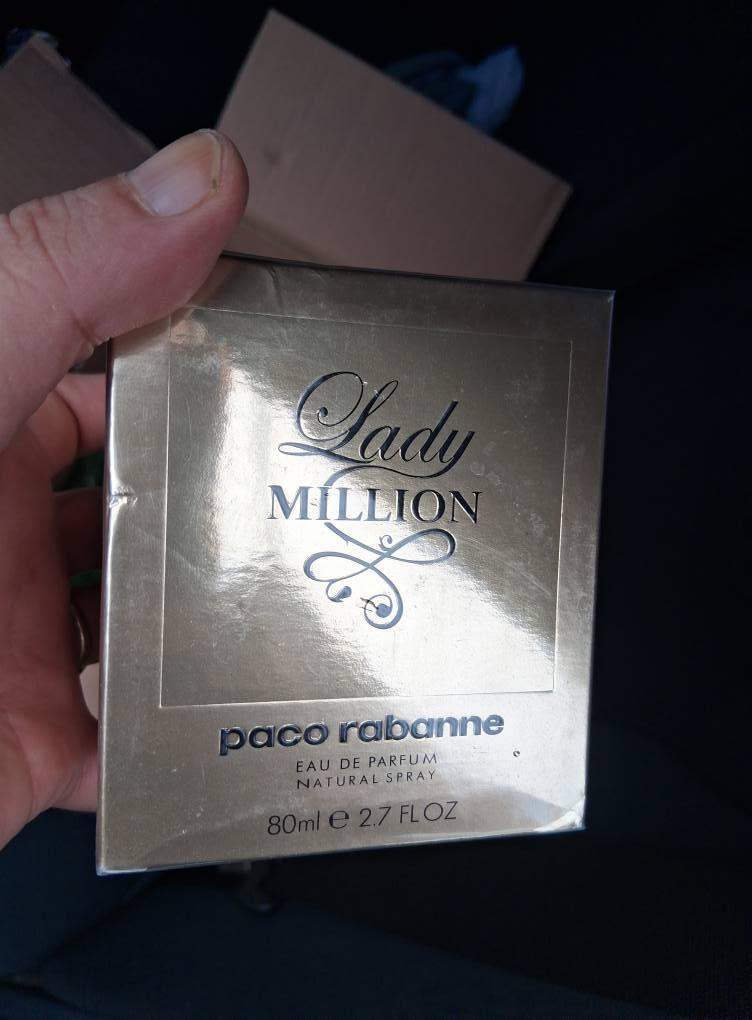 Lady
MILLION
paco rabanne
EAU DE PARFUM
NATURAL SPRAY
80ml ℮ 2.7 FL OZ